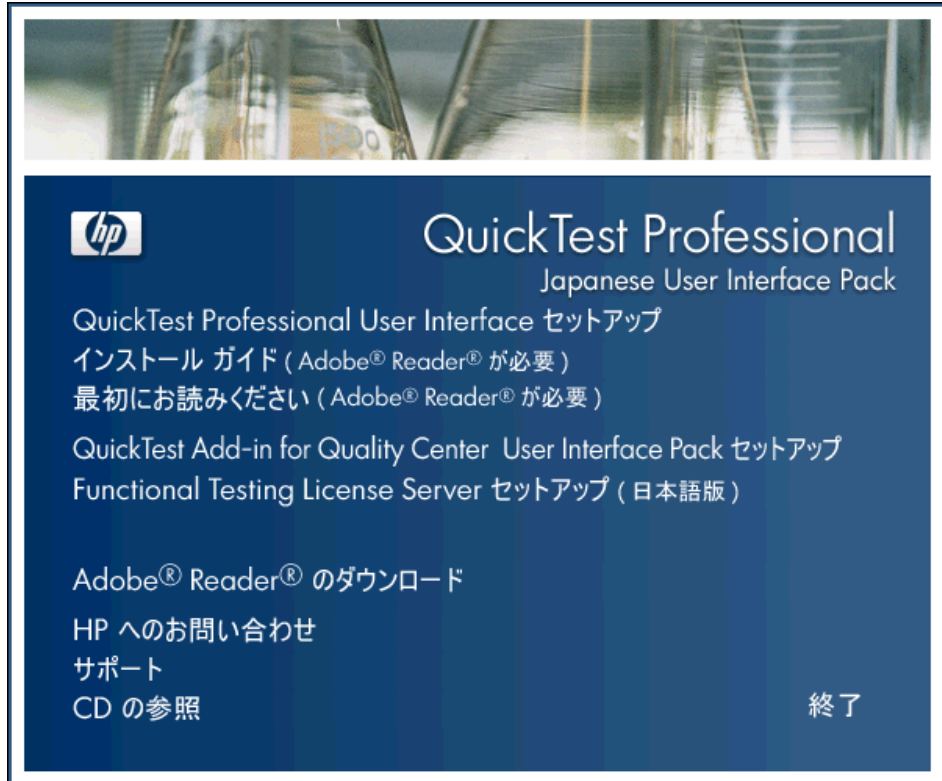 1500
hp
QuickTest Professional
Japanese User Interface Pack
QuickTest Professional User Interface セットアップ
インストール ガイド ( Adobe® Reader® が必要 )
最初にお読みください ( Adobe® Reader® が必要 )
QuickTest Add-in for Quality Center User Interface Pack セットアップ
Functional Testing License Server セットアップ ( 日本語版 )
Adobe® Reader® のダウンロード
HP へのお問い合わせ
サポート
CD の参照
終了